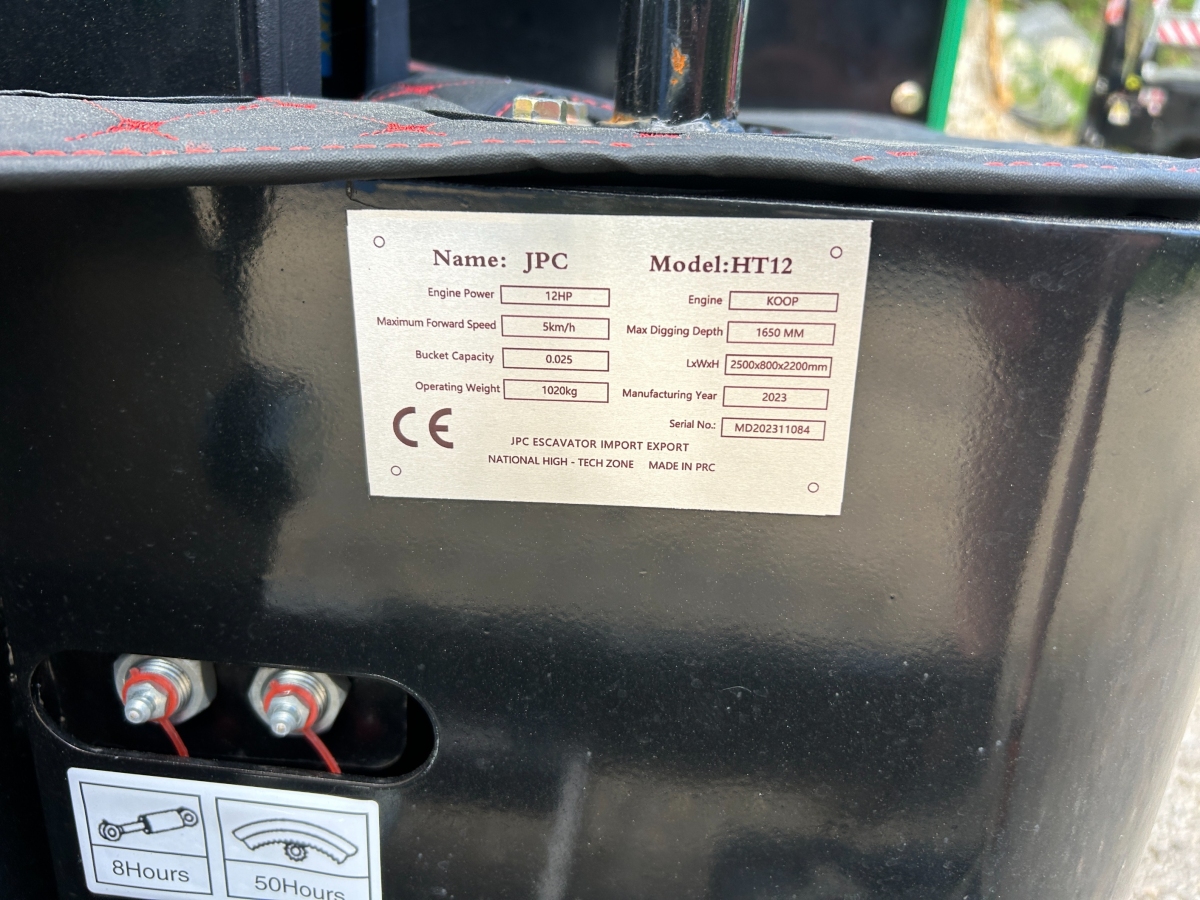 Name: JPC Model:HT12
Engine Power 12HP Engine KOOP
Maximum Forward Speed 5km/h Max Digging Depth 1650 MM
Bucket Capacity 0.025 LxWxH 2500x800x2200mm
Operating Weight 1020kg Manufacturing Year 2023
Serial No.: MD202311084
CE
JPC ESCAVATOR IMPORT EXPORT
NATIONAL HIGH - TECH ZONE MADE IN PRC
8Hours 50Hours